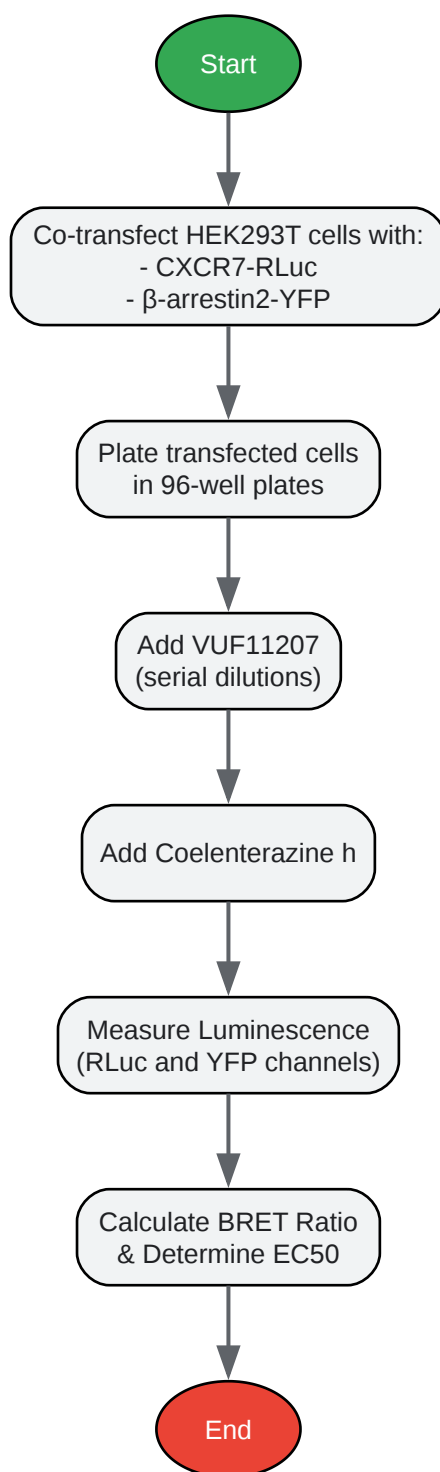 Start
Co-transfect HEK293T cells with:
- CXCR7-RLuc
- β-arrestin2-YFP
Plate transfected cells
in 96-well plates
Add VUF11207
(serial dilutions)
Add Coelenterazine h
Measure Luminescence
(RLuc and YFP channels)
Calculate BRET Ratio
& Determine EC50
End